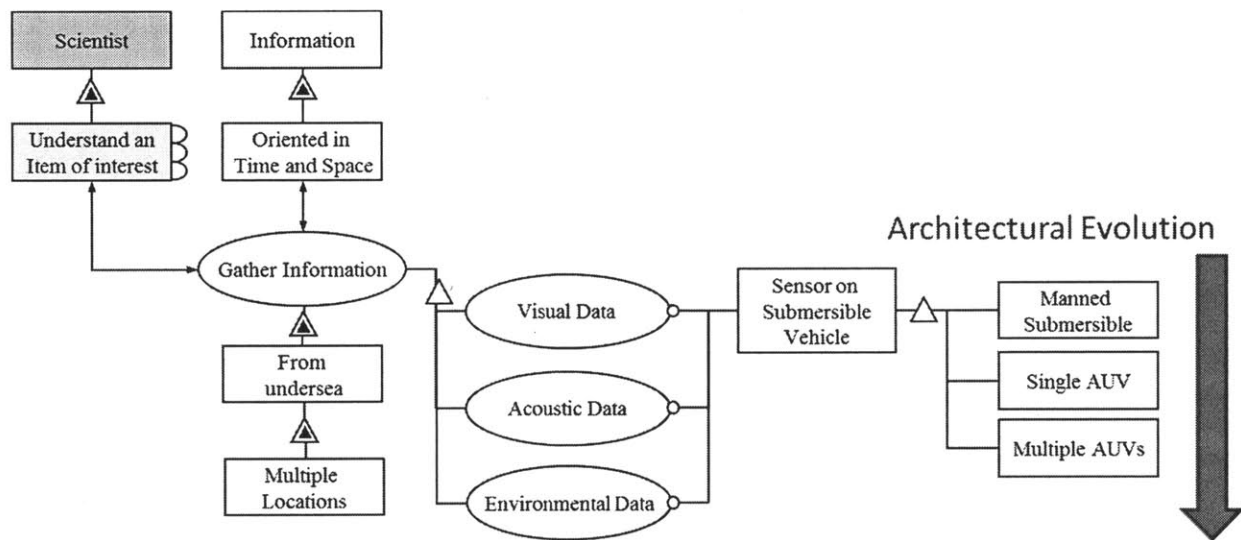 Scientist
Information
Understand an
Item of interest
Oriented in
Time and Space
Architectural Evolution
Gather Information
Visual Data
Sensor on
Submersible
Vehicle
Manned
Submersible
From
undersea
Acoustic Data
Single AUV
Multiple AUVs
Multiple
Locations
Environmental Data